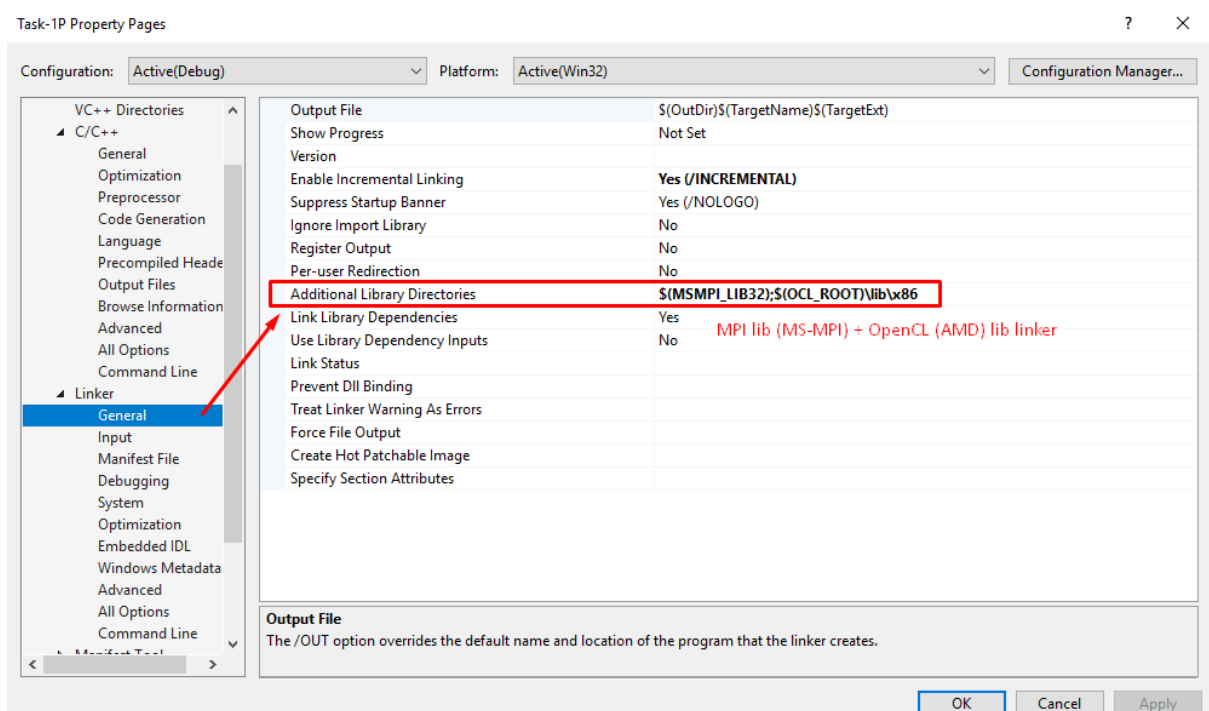 Task-1P Property Pages
? ×
Configuration: Active(Debug) Platform: Active(Win32) Configuration Manager...
VC++ Directories
C/C++
General
Optimization
Preprocessor
Code Generation
Language
Precompiled Heade
Output Files
Browse Information
Advanced
All Options
Command Line
Linker
General
Input
Manifest File
Debugging
System
Optimization
Embedded IDL
Windows Metadata
Advanced
All Options
Command Line
Manifest Tool
Output File $(OutDir)$(TargetName)$(TargetExt)
Show Progress Not Set
Version
Enable Incremental Linking Yes (/INCREMENTAL)
Suppress Startup Banner Yes (/NOLOGO)
Ignore Import Library No
Register Output No
Per-user Redirection No
Additional Library Directories $(MSMPI_LIB32);$(OCL_ROOT)\lib\x86
Link Library Dependencies Yes
MPI lib (MS-MPI) + OpenCL (AMD) lib linker
Use Library Dependency Inputs No
Link Status
Prevent Dll Binding
Treat Linker Warning As Errors
Force File Output
Create Hot Patchable Image
Specify Section Attributes
Output File
The /OUT option overrides the default name and location of the program that the linker creates.
OK Cancel Apply